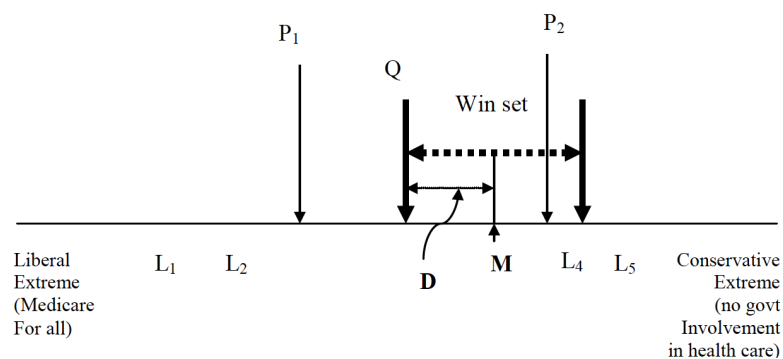 P₁
P₂
Q
Win set
Liberal
Extreme
(Medicare
For all)
L₁
L₂
D
M
L₄
L₅
Conservative
Extreme
(no govt
Involvement
in health care)